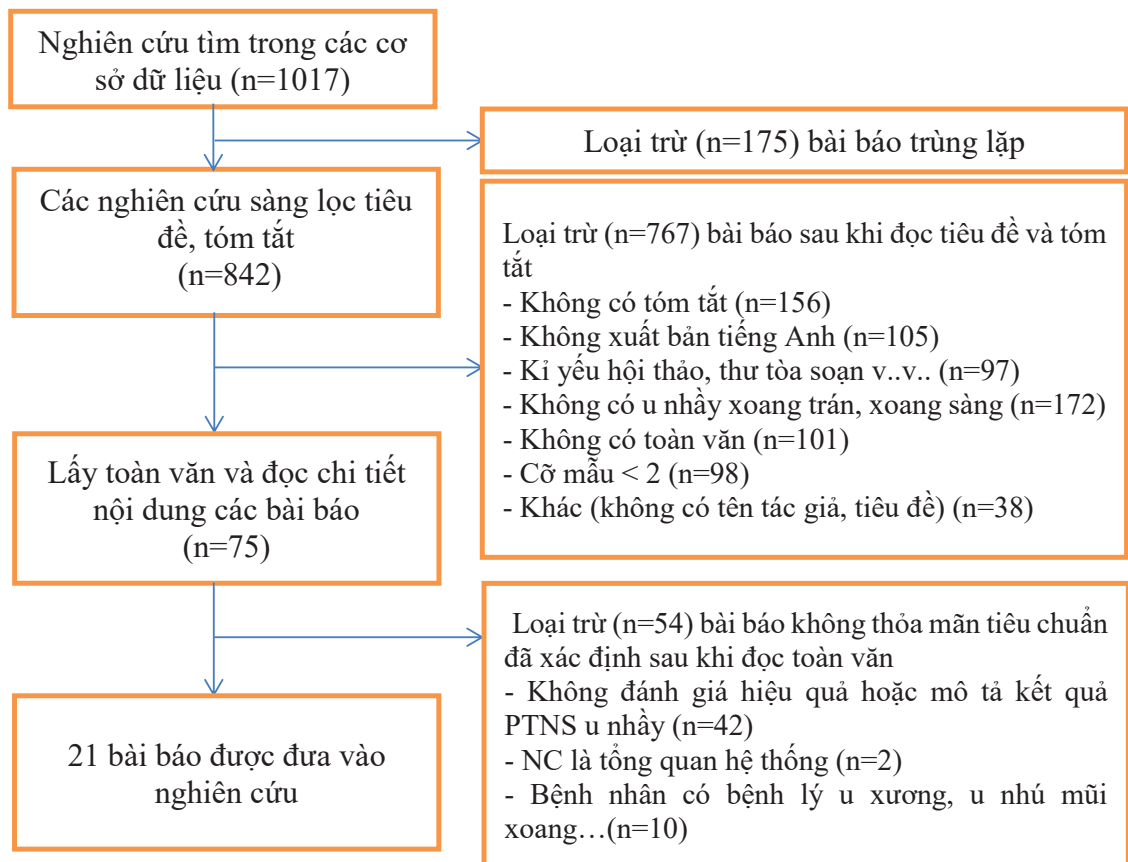 Nghiên cứu tìm trong các cơ
sở dữ liệu (n=1017)
Loại trừ (n=175) bài báo trùng lặp
Các nghiên cứu sàng lọc tiêu
đề, tóm tắt
(n=842)
Loại trừ (n=767) bài báo sau khi đọc tiêu đề và tóm
tắt
- Không có tóm tắt (n=156)
- Không xuất bản tiếng Anh (n=105)
- Kỉ yếu hội thảo, thư tòa soạn v..v.. (n=97)
- Không có u nhầy xoang trán, xoang sàng (n=172)
- Không có toàn văn (n=101)
- Cỡ mẫu < 2 (n=98)
- Khác (không có tên tác giả, tiêu đề) (n=38)
Lấy toàn văn và đọc chi tiết
nội dung các bài báo
(n=75)
Loại trừ (n=54) bài báo không thỏa mãn tiêu chuẩn
đã xác định sau khi đọc toàn văn
- Không đánh giá hiệu quả hoặc mô tả kết quả
PTNS u nhầy (n=42)
- NC là tổng quan hệ thống (n=2)
- Bệnh nhân có bệnh lý u xương, u nhú mũi
xoang…(n=10)
21 bài báo được đưa vào
nghiên cứu